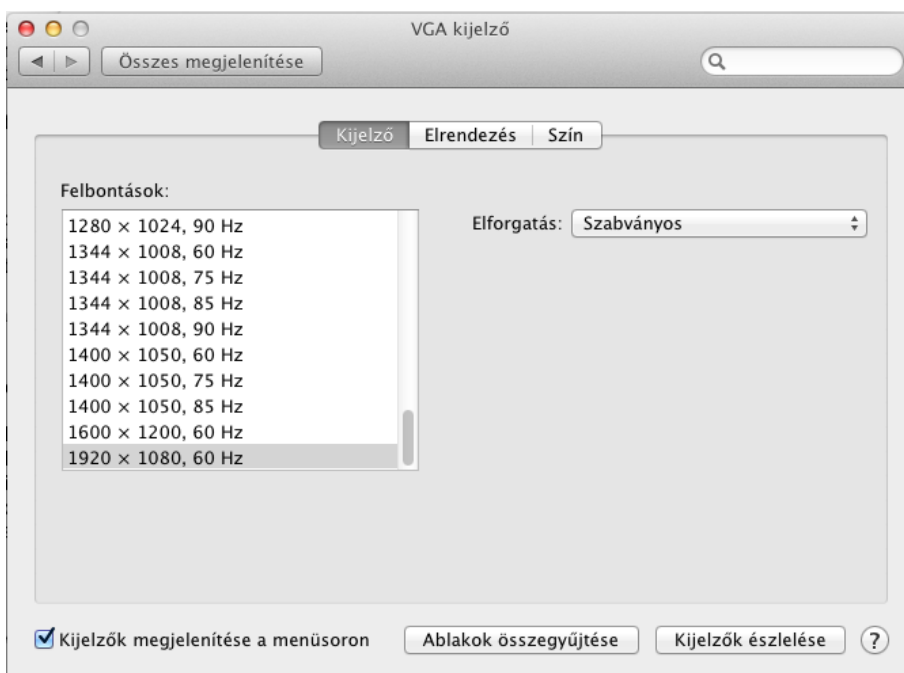 VGA kijelző
Összes megjelenítése
Kijelző Elrendezés Szín
Felbontások:
Elforgatás: Szabványos
1280 × 1024, 90 Hz
1344 × 1008, 60 Hz
1344 × 1008, 75 Hz
1344 × 1008, 85 Hz
1344 × 1008, 90 Hz
1400 × 1050, 60 Hz
1400 × 1050, 75 Hz
1400 × 1050, 85 Hz
1600 × 1200, 60 Hz
1920 × 1080, 60 Hz
Kijelzők megjelenítése a menüsoron Ablakok összegyűjtése Kijelzők észlelése ?